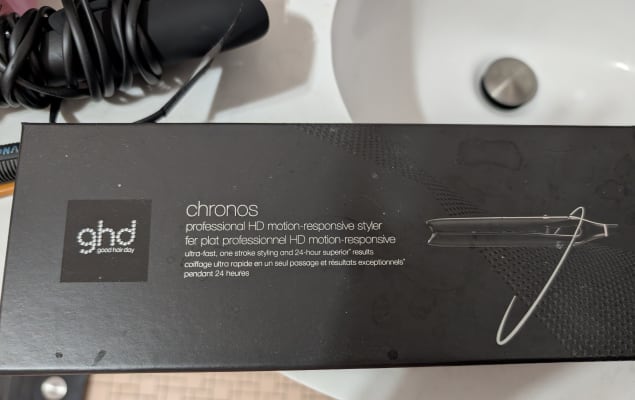 ghd
good hair day
chronos
professional HD motion-responsive styler
fer plat professionnel HD motion-responsive
ultra-fast, one stroke styling and 24-hour superior* results
coiffage ultra rapide en un seul passage et résultats exceptionnels*
pendant 24 heures